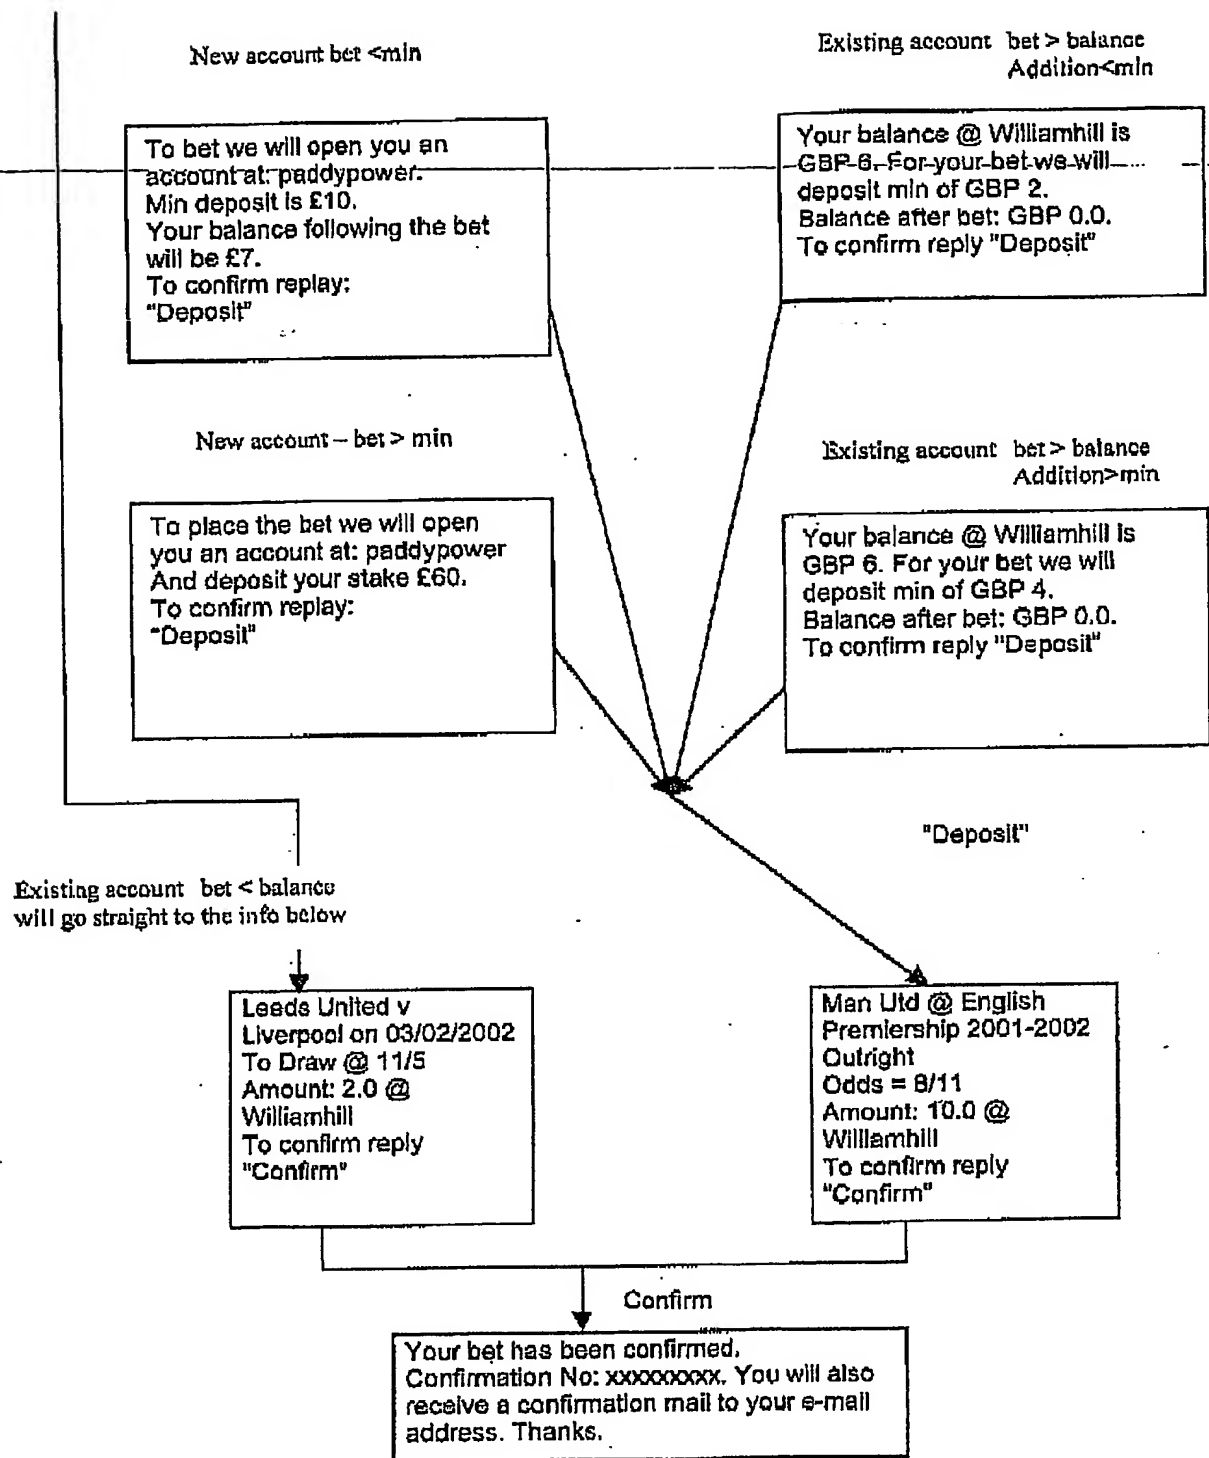 New account bet <min
To bet we will open you an
account at: paddypower.
Min deposit is £10.
Your balance following the bet
will be £7.
To confirm replay:
"Deposit"
Existing account bet > balance
Addition<min
Your balance @ Williamhill is
GBP 6. For your bet we will
deposit min of GBP 2.
Balance after bet: GBP 0.0.
To confirm reply "Deposit"
New account – bet > min
To place the bet we will open
you an account at: paddypower
And deposit your stake £60.
To confirm replay:
"Deposit"
Existing account bet > balance
Addition>min
Your balance @ Williamhill is
GBP 6. For your bet we will
deposit min of GBP 4.
Balance after bet: GBP 0.0.
To confirm reply "Deposit"
"Deposit"
Existing account bet < balance
will go straight to the info below
Leeds United v
Liverpool on 03/02/2002
To Draw @ 11/5
Amount: 2.0 @
Williamhill
To confirm reply
"Confirm"
Man Utd @ English
Premiership 2001-2002
Outright
Odds = 8/11
Amount: 10.0 @
Williamhill
To confirm reply
"Confirm"
Confirm
Your bet has been confirmed.
Confirmation No: xxxxxxxxx. You will also
receive a confirmation mail to your e-mail
address. Thanks.